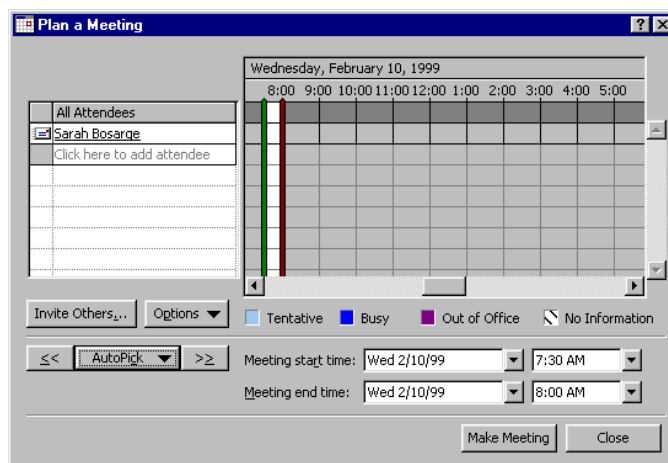 Plan a Meeting
Wednesday, February 10, 1999
8:00 9:00 10:00 11:00 12:00 1:00 2:00 3:00 4:00 5:00
All Attendees
Sarah Bosarge
Click here to add attendee
Invite Others... Options
Tentative Busy Out of Office No Information
<< AutoPick >>
Meeting start time: Wed 2/10/99 7:30 AM
Meeting end time: Wed 2/10/99 8:00 AM
Make Meeting Close